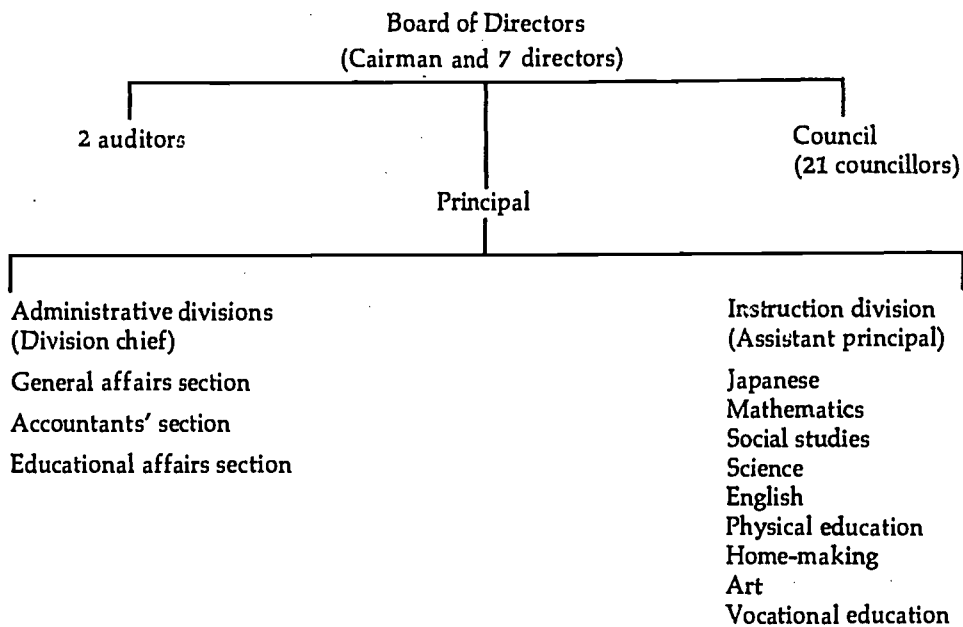 Board of Directors
(Cairman and 7 directors)
2 auditors
Council
(21 councillors)
Principal
Administrative divisions
(Division chief)
General affairs section
Accountants' section
Educational affairs section
Instruction division
(Assistant principal)
Japanese
Mathematics
Social studies
Science
English
Physical education
Home-making
Art
Vocational education